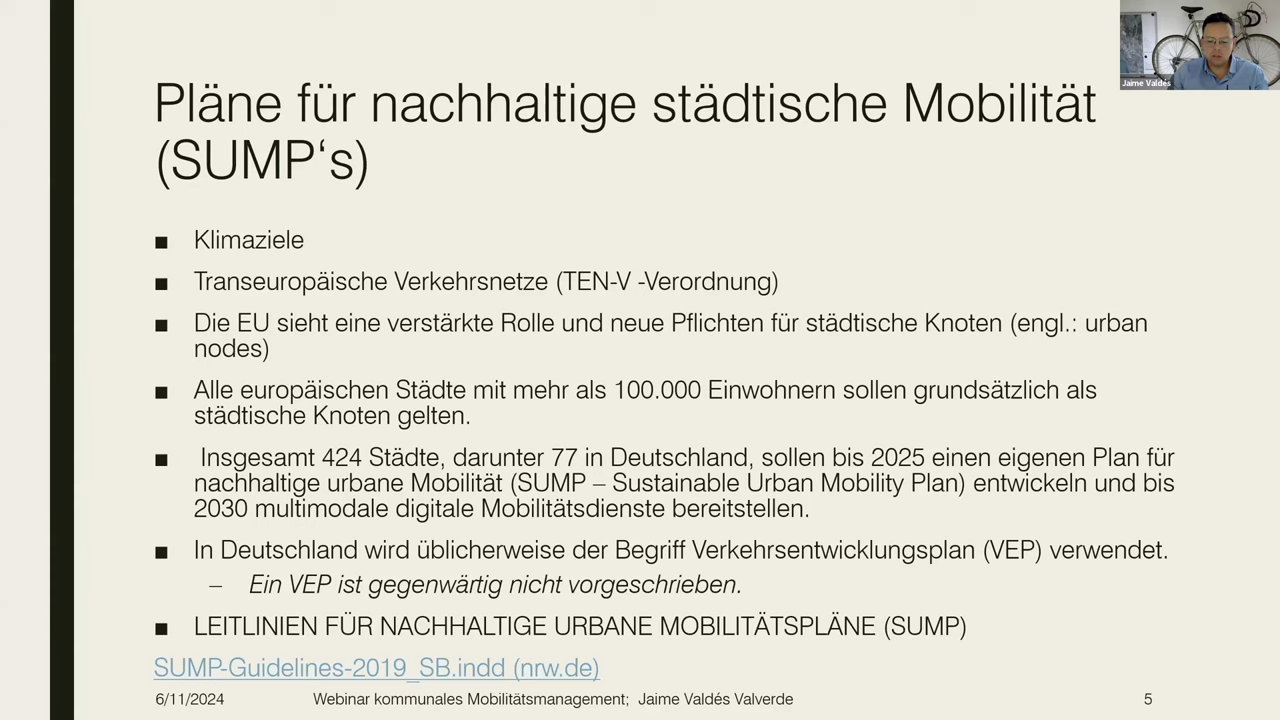 Jaime Valdés
Pläne für nachhaltige städtische Mobilität
(SUMP‘s)
■ Klimaziele
■ Transeuropäische Verkehrsnetze (TEN-V -Verordnung)
■ Die EU sieht eine verstärkte Rolle und neue Pflichten für städtische Knoten (engl.: urban
nodes)
■ Alle europäischen Städte mit mehr als 100.000 Einwohnern sollen grundsätzlich als
städtische Knoten gelten.
■ Insgesamt 424 Städte, darunter 77 in Deutschland, sollen bis 2025 einen eigenen Plan für
nachhaltige urbane Mobilität (SUMP – Sustainable Urban Mobility Plan) entwickeln und bis
2030 multimodale digitale Mobilitätsdienste bereitstellen.
■ In Deutschland wird üblicherweise der Begriff Verkehrsentwicklungsplan (VEP) verwendet.
– Ein VEP ist gegenwärtig nicht vorgeschrieben.
■ LEITLINIEN FÜR NACHHALTIGE URBANE MOBILITÄTSPLÄNE (SUMP)
SUMP-Guidelines-2019_SB.indd (nrw.de)
6/11/2024 Webinar kommunales Mobilitätsmanagement; Jaime Valdés Valverde 5